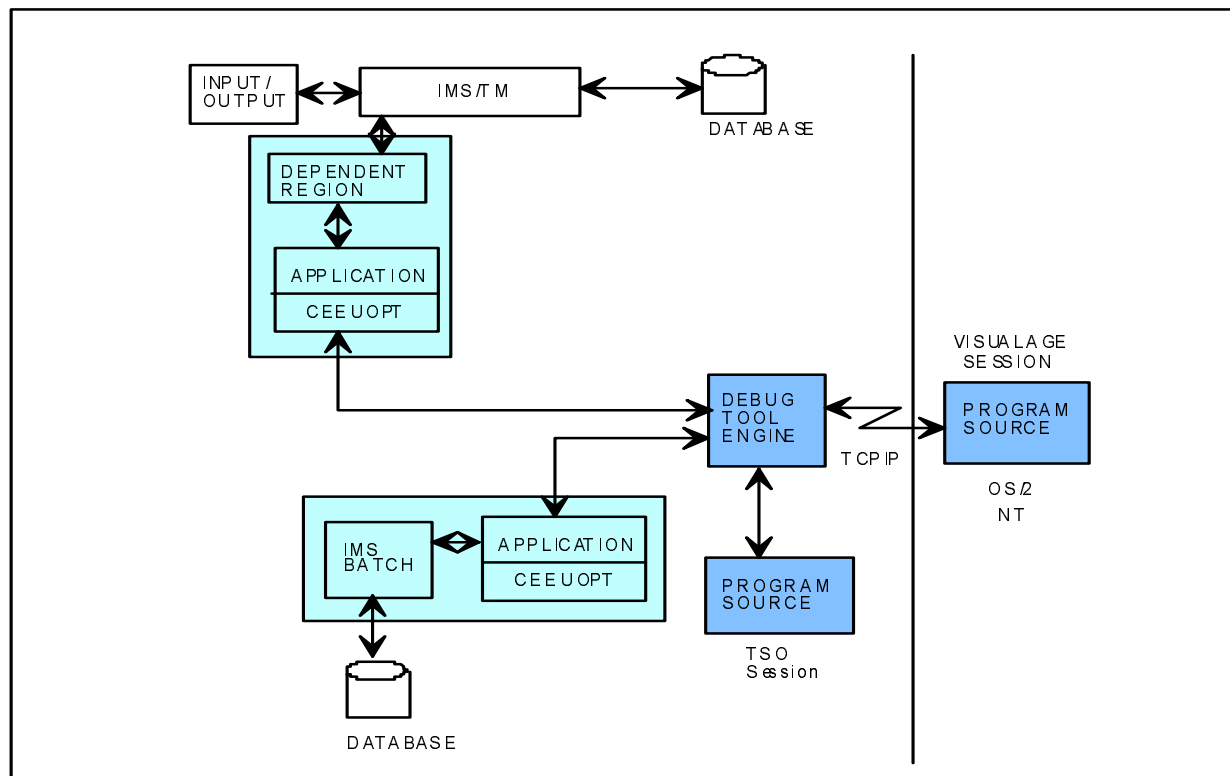 INPUT/
OUTPUT
IMS/TM
DATABASE
DEPENDENT
REGION
APPLICATION
CEEUOPT
VISUALAGE
SESSION
DEBUG
TOOL
ENGINE
PROGRAM
SOURCE
TCPIP
OS/2
NT
IMS
BATCH
APPLICATION
CEEUOPT
PROGRAM
SOURCE
TSO
Session
DATABASE